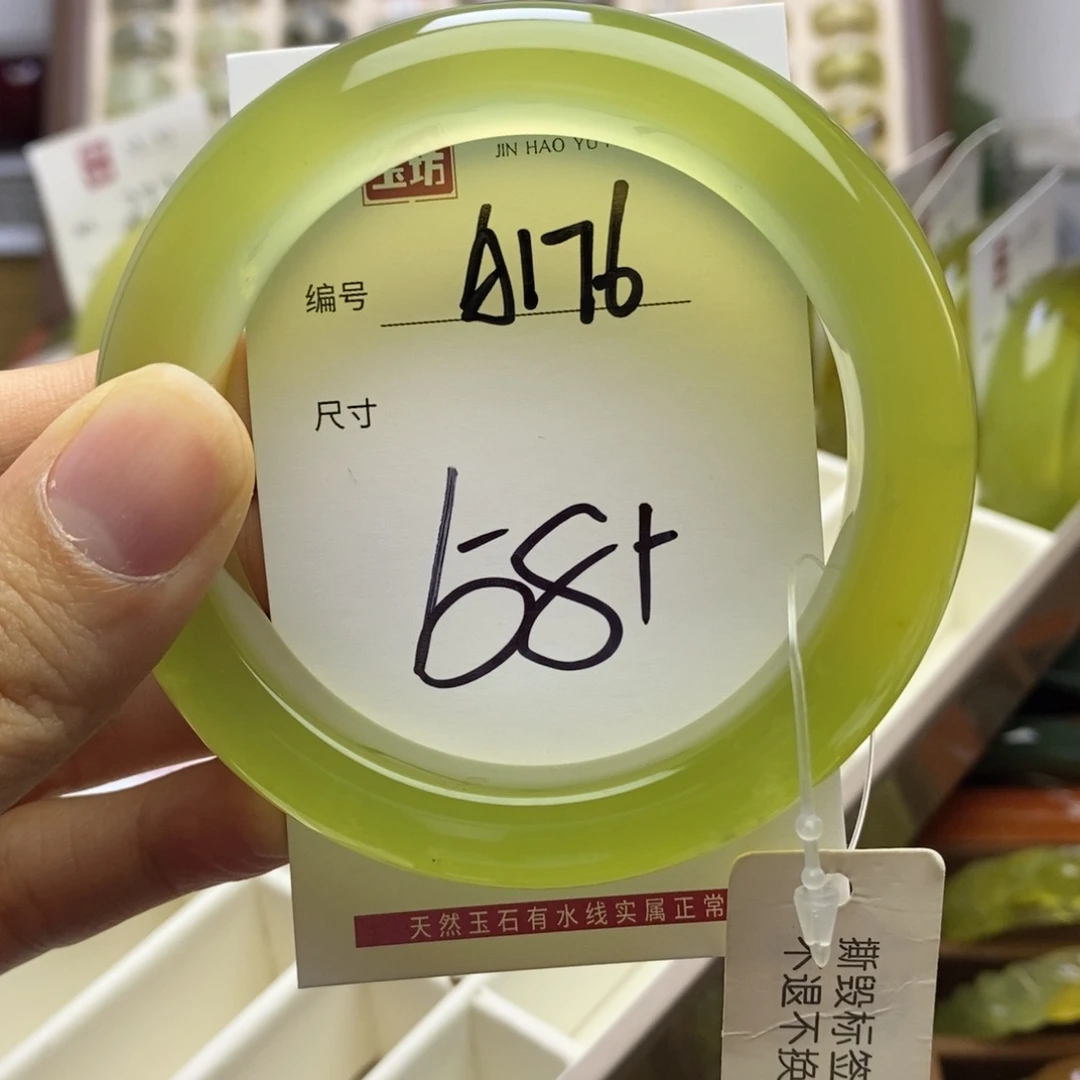 玉坊
JIN HAO YU
编号 A176
尺寸
58+
天然玉石有水线实属正常
撕毁标签
不退不换